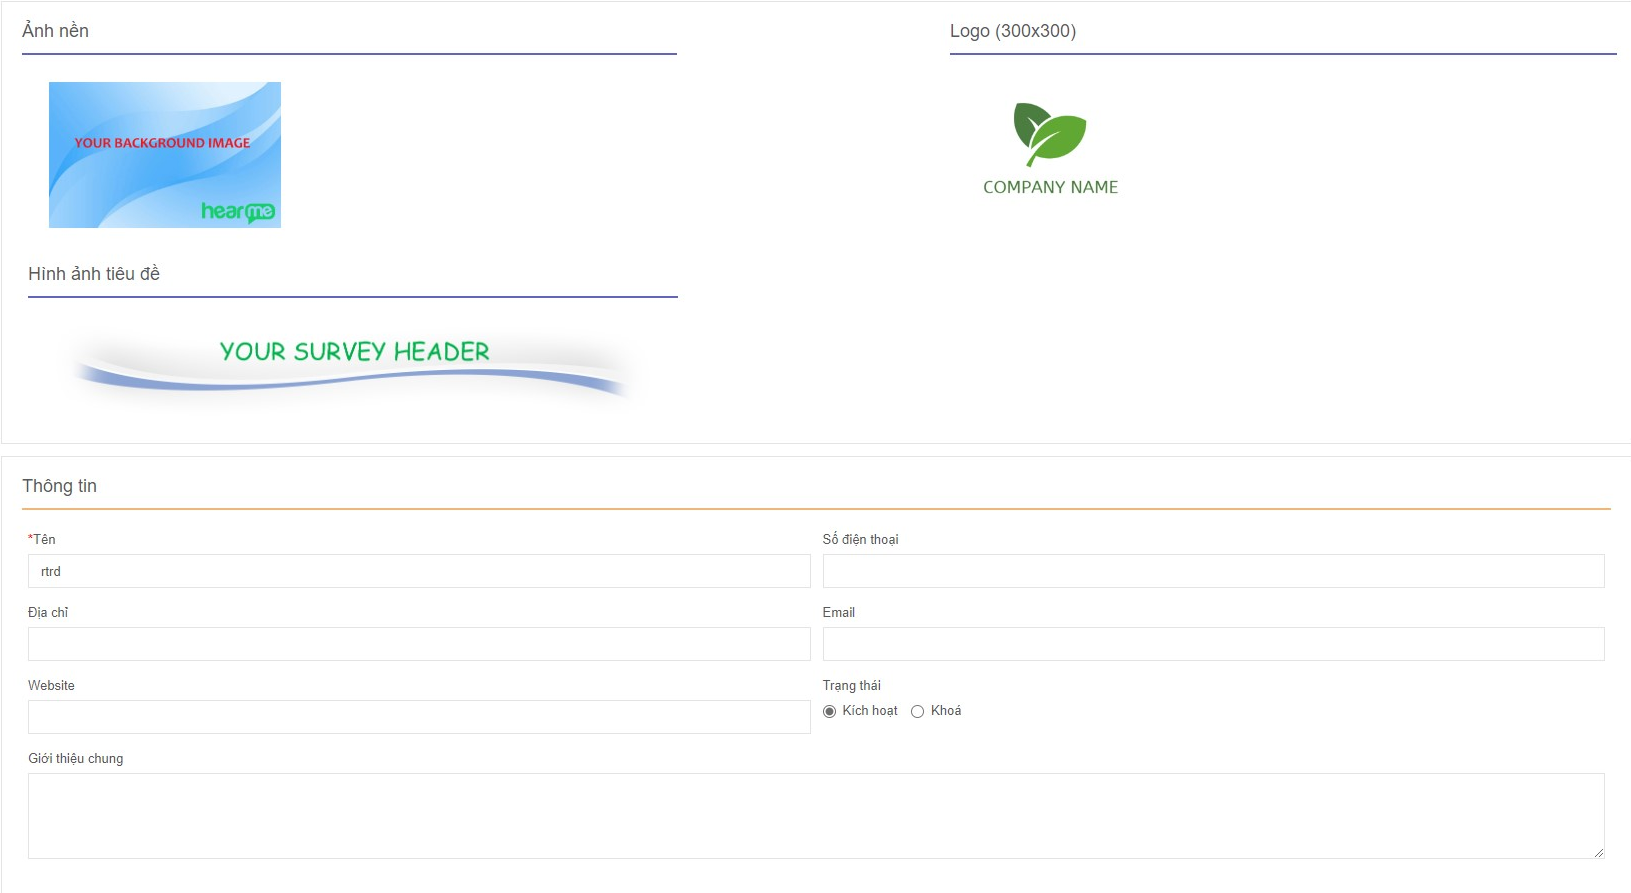 Ảnh nền
Logo (300x300)
YOUR BACKGROUND IMAGE
hearme
COMPANY NAME
Hình ảnh tiêu đề
YOUR SURVEY HEADER
Thông tin
*Tên
Số điện thoại
rtrd
Địa chỉ
Email
Website
Trạng thái
Kích hoạt Khoá
Giới thiệu chung